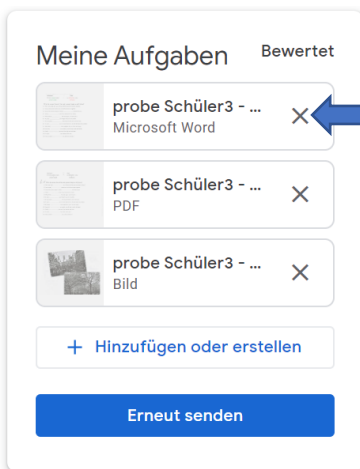 Meine Aufgaben
Bewertet
probe Schüler3 - ...
Microsoft Word
probe Schüler3 - ...
PDF
probe Schüler3 - ...
Bild
+ Hinzufügen oder erstellen
Erneut senden